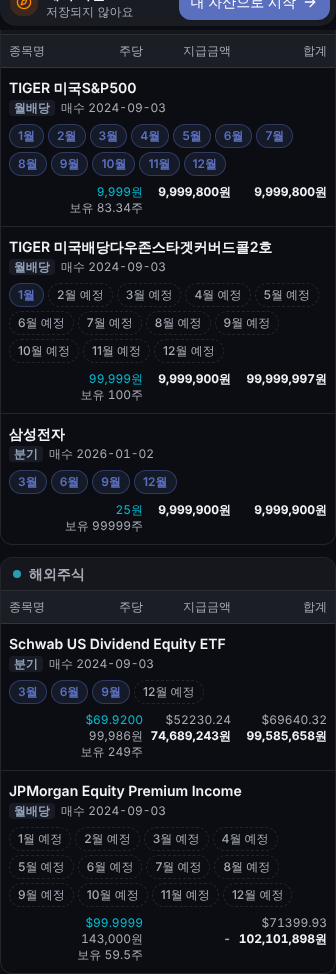 저장되지 않아요
내 자산으로 시작 →
종목명 주당 지급금액 합계
TIGER 미국S&P500
월배당 매수 2024-09-03
1월 2월 3월 4월 5월 6월 7월
8월 9월 10월 11월 12월
9,999원 9,999,800원 9,999,800원
보유 83.34주
TIGER 미국배당다우존스타겟커버드콜2호
월배당 매수 2024-09-03
1월 2월 예정 3월 예정 4월 예정 5월 예정
6월 예정 7월 예정 8월 예정 9월 예정
10월 예정 11월 예정 12월 예정
99,999원 9,999,900원 99,999,997원
보유 100주
삼성전자
분기 매수 2026-01-02
3월 6월 9월 12월
25원 9,999,900원 9,999,900원
보유 99999주
해외주식
종목명 주당 지급금액 합계
Schwab US Dividend Equity ETF
분기 매수 2024-09-03
3월 6월 9월 12월 예정
$69.9200 $52230.24 $69640.32
99,986원 74,689,243원 99,585,658원
보유 249주
JPMorgan Equity Premium Income
월배당 매수 2024-09-03
1월 예정 2월 예정 3월 예정 4월 예정
5월 예정 6월 예정 7월 예정 8월 예정
9월 예정 10월 예정 11월 예정 12월 예정
$99.9999 $71399.93
143,000원 - 102,101,898원
보유 59.5주